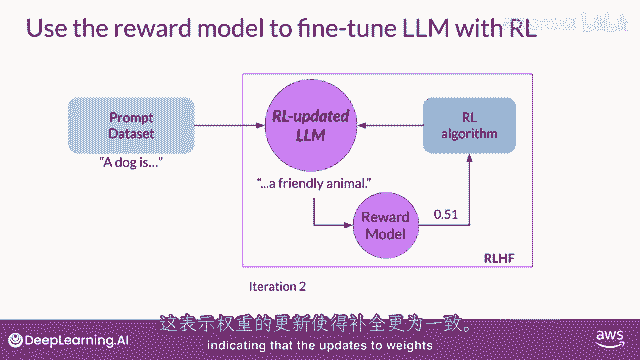 Use the reward model to fine-tune LLM with RL
Prompt
Dataset
"A dog is..."
RL-updated
LLM
RL
algorithm
"...a friendly animal."
Reward
Model
0.51
RLHF
Iteration 2
这表示权重的更新使得补全更为一致。
DeepLearning.AI
indicating that the updates to weights
aws